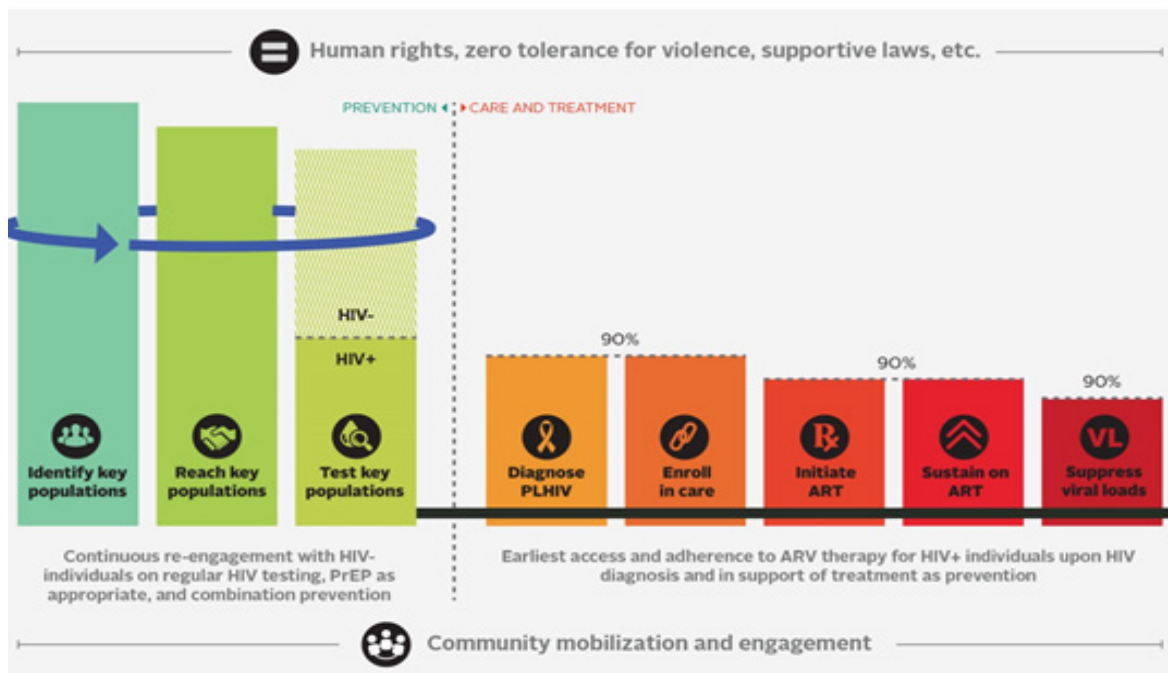 Human rights, zero tolerance for violence, supportive laws, etc.
PREVENTION
CARE AND TREATMENT
HIV-
HIV+
90%
90%
90%
Identify key
populations
Reach key
populations
Test key
populations
Diagnose
PLHIV
Enroll
in care
Rx
Initiate
ART
Sustain on
ART
VL
Suppress
viral loads
Continuous re-engagement with HIV-
individuals on regular HIV testing, PrEP as
appropriate, and combination prevention
Earliest access and adherence to ARV therapy for HIV+ individuals upon HIV
diagnosis and in support of treatment as prevention
Community mobilization and engagement